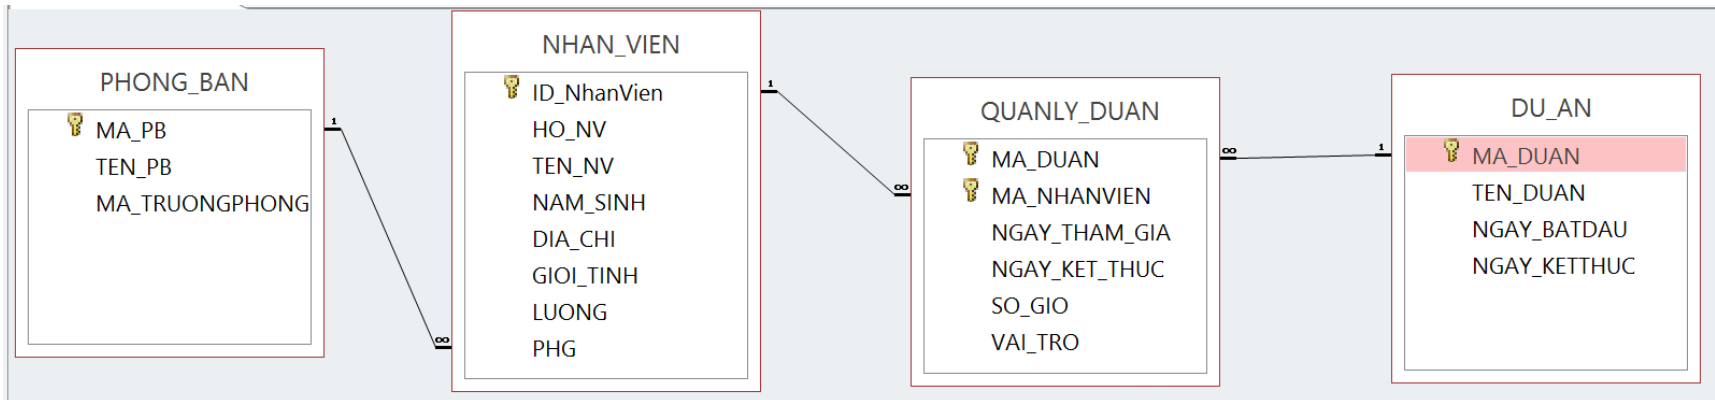 PHONG_BAN
MA_PB
TEN_PB
MA_TRUONGPHONG
1
∞
NHAN_VIEN
ID_NhanVien
HO_NV
TEN_NV
NAM_SINH
DIA_CHI
GIOI_TINH
LUONG
PHG
1
∞
QUANLY_DUAN
MA_DUAN
MA_NHANVIEN
NGAY_THAM_GIA
NGAY_KET_THUC
SO_GIO
VAI_TRO
∞
1
DU_AN
MA_DUAN
TEN_DUAN
NGAY_BATDAU
NGAY_KETTHUC